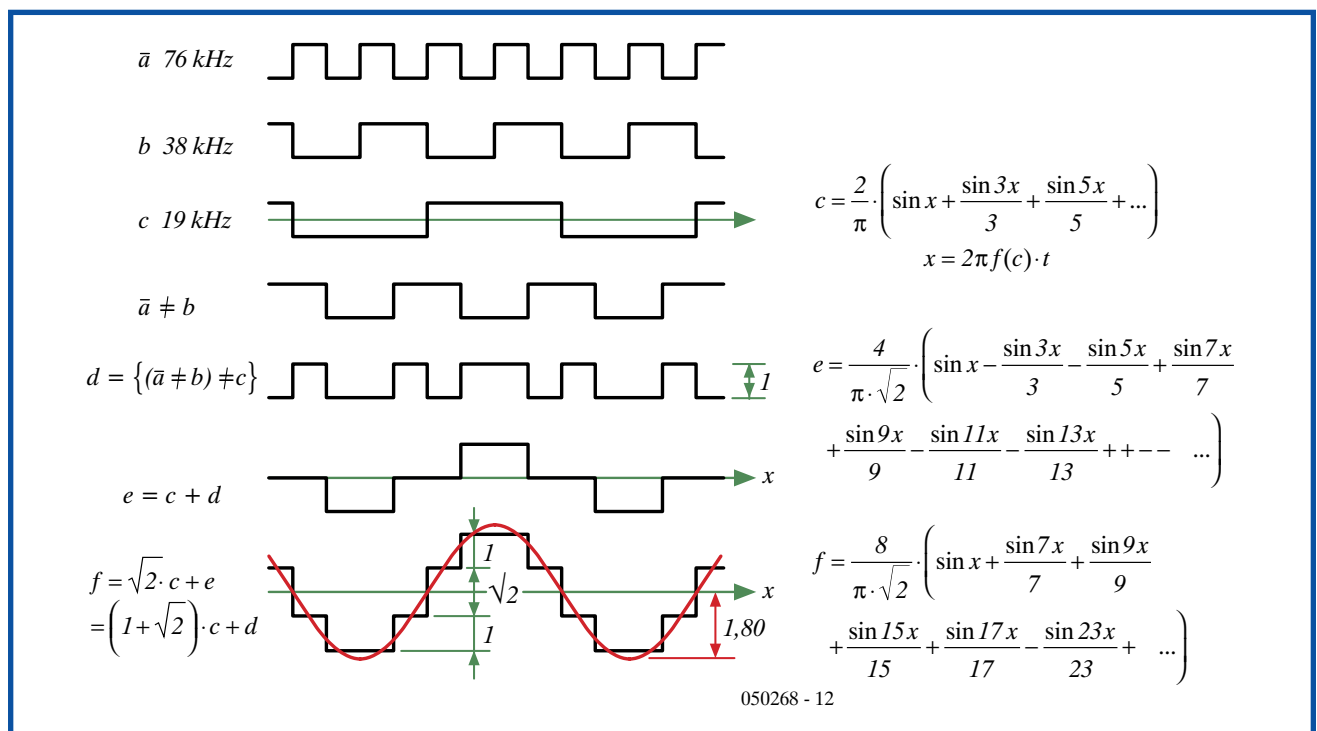 ā 76 kHz
b 38 kHz
c 19 kHz
c = 2/π · (sin x + sin 3x/3 + sin 5x/5 + ...)
x = 2π f(c) · t
ā ≠ b
d = {(ā ≠ b) ≠ c}
1
e = 4/(π · √2) · (sin x − sin 3x/3 − sin 5x/5 + sin 7x/7
+ sin 9x/9 − sin 11x/11 − sin 13x/13 + + − − ...)
e = c + d
x
f = √2 · c + e
= (1 + √2) · c + d
1
√2
1
x
1,80
f = 8/(π · √2) · (sin x + sin 7x/7 + sin 9x/9
+ sin 15x/15 + sin 17x/17 − sin 23x/23 + ...)
050268 - 12